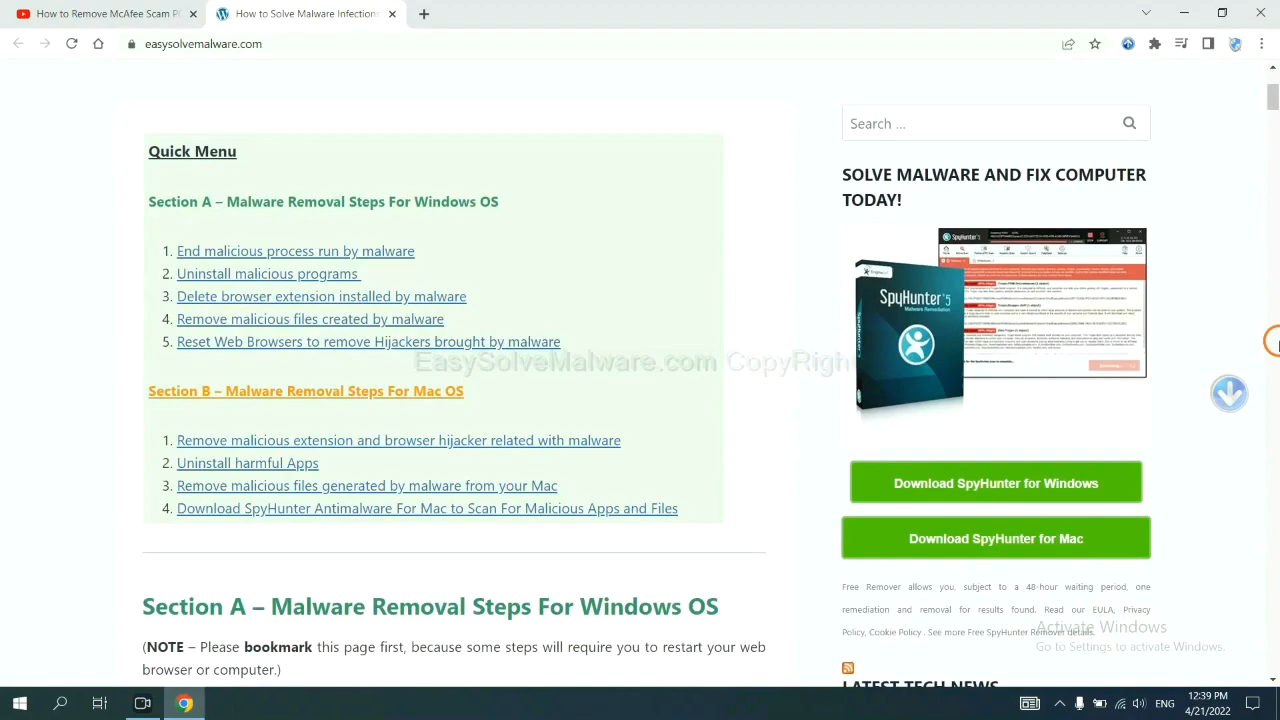 How to Remove PC Scam Malware
How to Solve Malware Infections
easysolvemalware.com
Search ...
Quick Menu
SOLVE MALWARE AND FIX COMPUTER
TODAY!
Section A – Malware Removal Steps For Windows OS
1. End malicious process run by malware
2. Uninstall malicious programs
3. Delete browser extension installed by malware
4. Remove malicious files created by malware
5. Reset Web Browsers to remove Hijackers brought by malware
SpyHunter 5
Malware Remediation
Section B – Malware Removal Steps For Mac OS
1. Remove malicious extension and browser hijacker related with malware
2. Uninstall harmful Apps
3. Remove malicious files generated by malware from your Mac
4. Download SpyHunter Antimalware For Mac to Scan For Malicious Apps and Files
Download SpyHunter for Windows
Download SpyHunter for Mac
Free Remover allows you, subject to a 48-hour waiting period, one
remediation and removal for results found. Read our EULA, Privacy
Policy, Cookie Policy . See more Free SpyHunter Remover details.
Section A – Malware Removal Steps For Windows OS
(NOTE – Please bookmark this page first, because some steps will require you to restart your web
browser or computer.)
Activate Windows
Go to Settings to activate Windows.
LATEST TECH NEWS
ENG
12:39 PM
4/21/2022